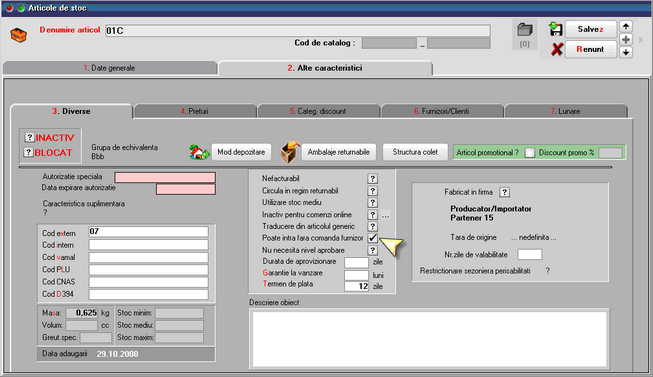 Articole de stoc
Denumire articol 01C
Cod de catalog : _
(0)
Salvez
Renunt
1. Date generale
2. Alte caracteristici
3. Diverse
4. Preturi
5. Categ. discount
6. Furnizori/Clienti
7. Lunare
? INACTIV
? BLOCAT
Grupa de echivalenta
Bbb
Mod depozitare
Ambalaje returnabile
Structura colet
Articol promotional ?
Discount promo %
Autorizatie speciala
Data expirare autorizatie
Caracteristica suplimentara
?
Cod extern 07
Cod intern
Cod vamal
Cod PLU
Cod CNAS
Cod D394
Masa: 0,625 kg
Stoc minim:
Volum: cc
Stoc mediu:
Greut.spec.
Stoc maxim:
Data adaugarii 29.10.2008
Nefacturabil ?
Circula in regim returnabil ?
Utilizare stoc mediu ?
Inactiv pentru comenzi online ? ...
Traducere din articolul generic ?
Poate intra fara comanda furnizor
Nu necesita nivel aprobare ?
Durata de aprovizionare zile
Garantie la vanzare luni
Termen de plata 12 zile
Fabricat in firma ?
Producator/Importator
Partener 15
Tara de origine ... nedefinita ...
Nr.zile de valabilitate
Restrictionare sezoniera perisabilitati ?
Descriere obiect